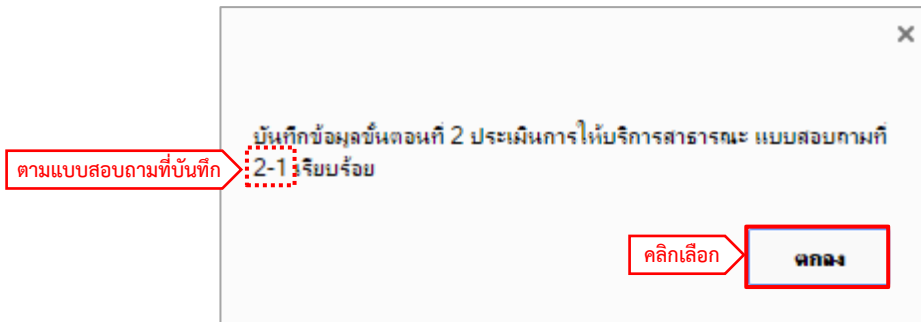 ×
บันทึกข้อมูลขั้นตอนที่ 2 ประเมินการให้บริการสาธารณะ แบบสอบถามที่
ตามแบบสอบถามที่บันทึก
2-1 เรียบร้อย
คลิกเลือก
ตกลง